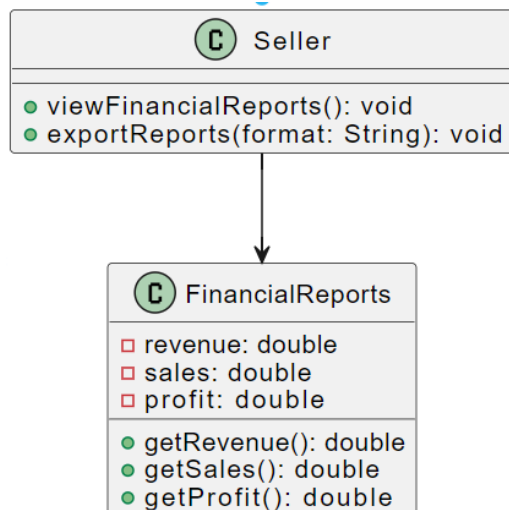 C Seller
viewFinancialReports(): void
exportReports(format: String): void
C FinancialReports
revenue: double
sales: double
profit: double
getRevenue(): double
getSales(): double
getProfit(): double